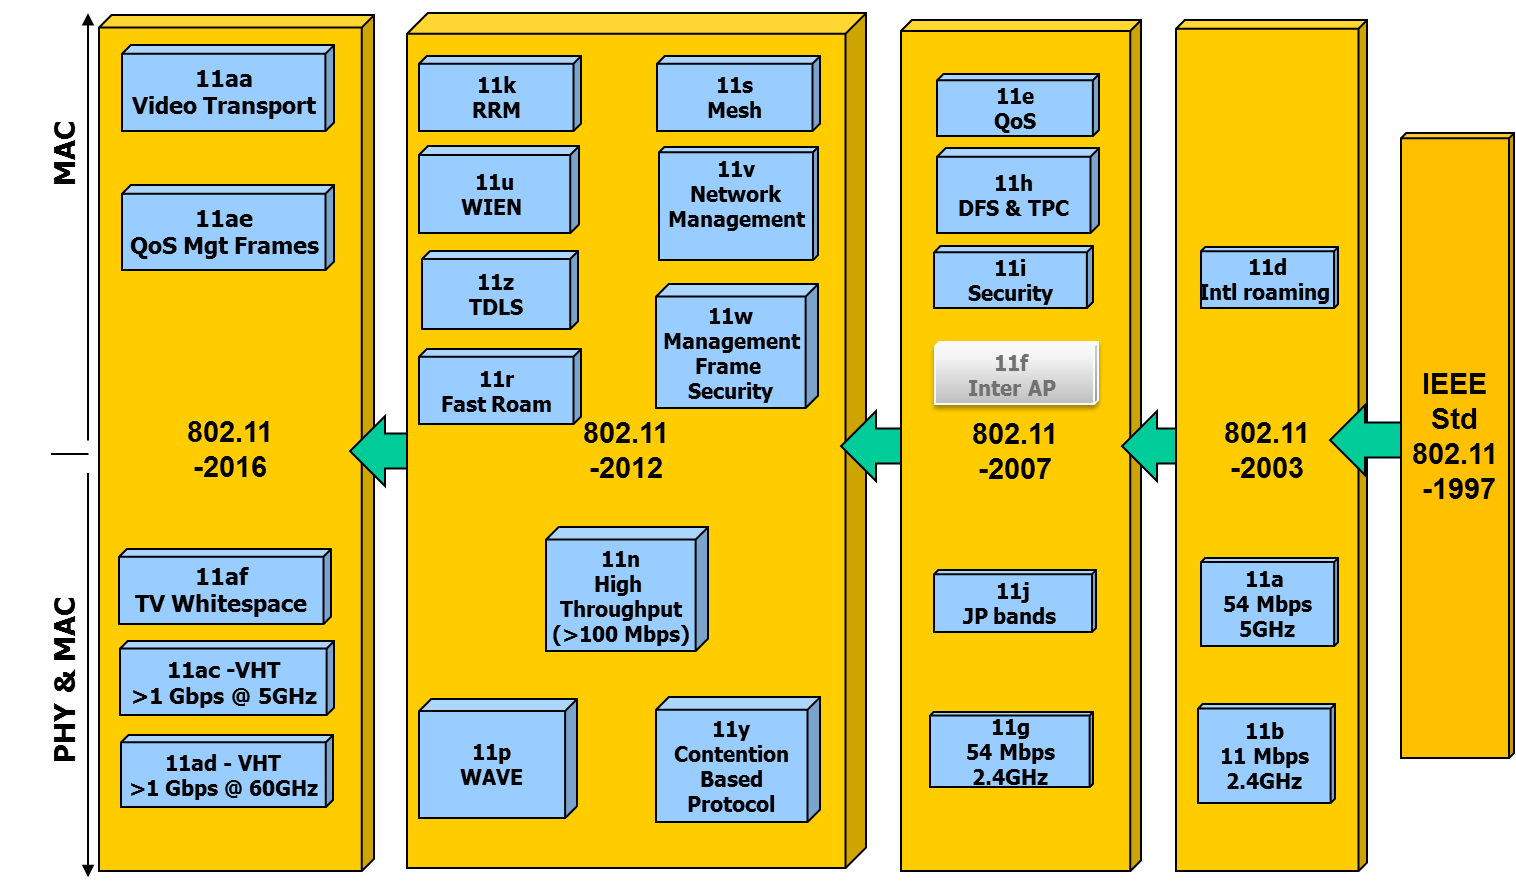 MAC
PHY & MAC
11aa
Video Transport
11ae
QoS Mgt Frames
802.11
-2016
11af
TV Whitespace
11ac -VHT
>1 Gbps @ 5GHz
11ad - VHT
>1 Gbps @ 60GHz
11k
RRM
11u
WIEN
11z
TDLS
11r
Fast Roam
11s
Mesh
11v
Network
Management
11w
Management
Frame
Security
802.11
-2012
11n
High
Throughput
(>100 Mbps)
11p
WAVE
11y
Contention
Based
Protocol
11e
QoS
11h
DFS & TPC
11i
Security
11f
Inter AP
802.11
-2007
11j
JP bands
11g
54 Mbps
2.4GHz
11d
Intl roaming
802.11
-2003
11a
54 Mbps
5GHz
11b
11 Mbps
2.4GHz
IEEE
Std
802.11
-1997